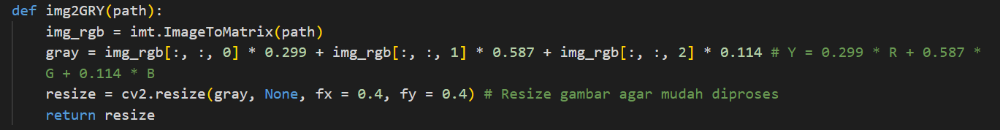 def img2GRY(path):
    img_rgb = imt.ImageToMatrix(path)
    gray = img_rgb[:, :, 0] * 0.299 + img_rgb[:, :, 1] * 0.587 + img_rgb[:, :, 2] * 0.114 # Y = 0.299 * R + 0.587 *
    G + 0.114 * B
    resize = cv2.resize(gray, None, fx = 0.4, fy = 0.4) # Resize gambar agar mudah diproses
    return resize